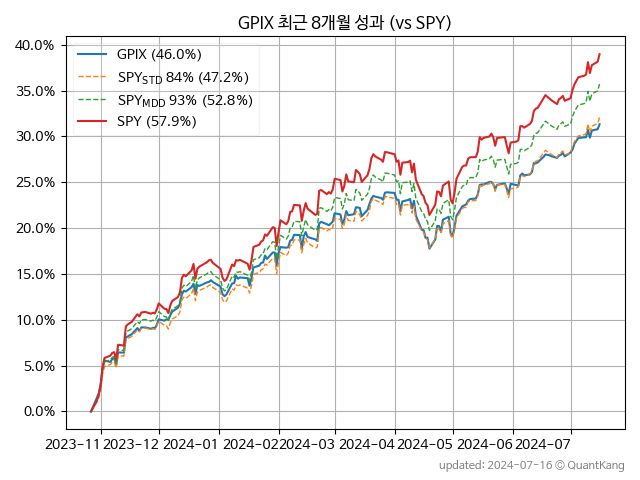 GPIX 최근 8개월 성과 (vs SPY)
40.0%
35.0%
30.0%
25.0%
20.0%
15.0%
10.0%
5.0%
0.0%
GPIX (46.0%)
SPY_STD 84% (47.2%)
SPY_MDD 93% (52.8%)
SPY (57.9%)
2023-11 2023-12 2024-01 2024-02 2024-03 2024-04 2024-05 2024-06 2024-07
updated: 2024-07-16 © QuantKang